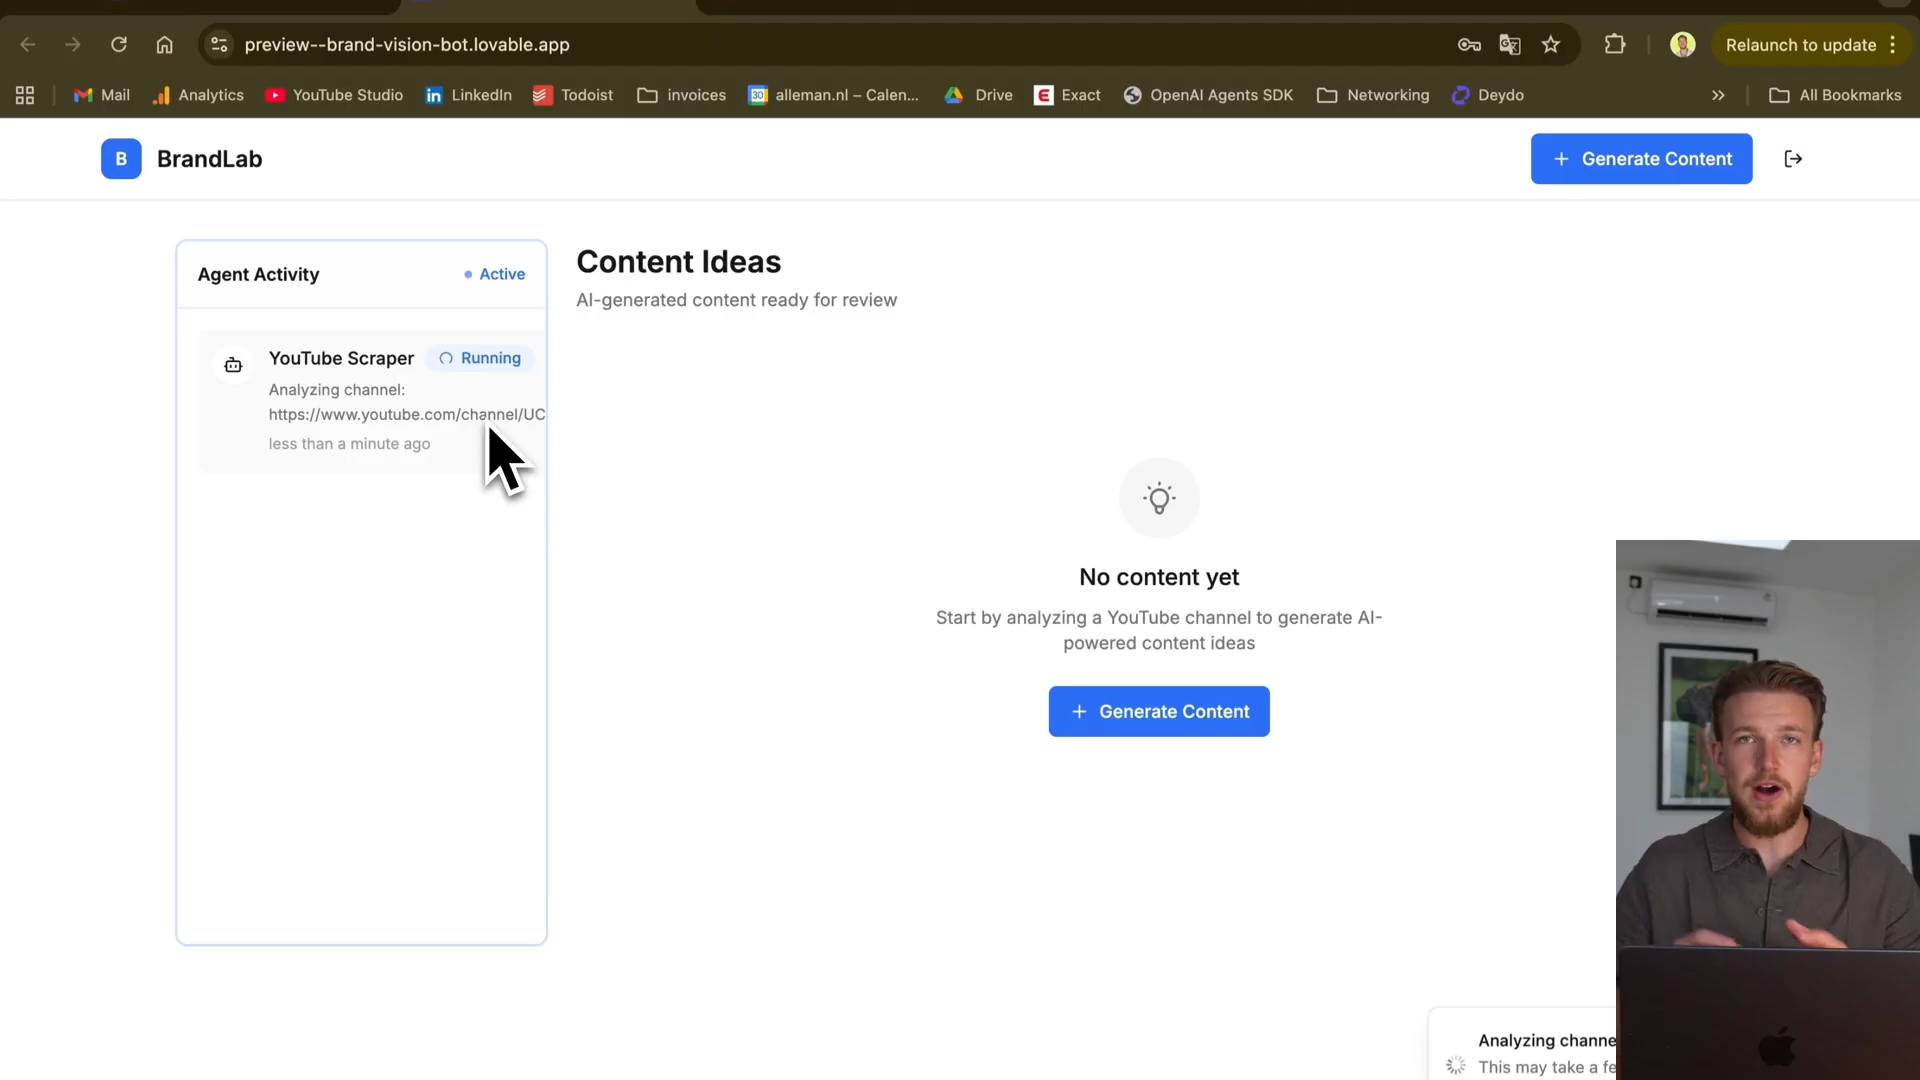 preview--brand-vision-bot.lovable.app
Relaunch to update
Mail
Analytics
YouTube Studio
LinkedIn
Todoist
invoices
30
alleman.nl – Calen...
Drive
Exact
OpenAI Agents SDK
Networking
Deydo
All Bookmarks
B
BrandLab
Generate Content
Agent Activity
Active
YouTube Scraper
Running
Analyzing channel:
https://www.youtube.com/channel/UC
less than a minute ago
Content Ideas
AI-generated content ready for review
No content yet
Start by analyzing a YouTube channel to generate AI-
powered content ideas
Generate Content
Analyzing channe
This may take a fe